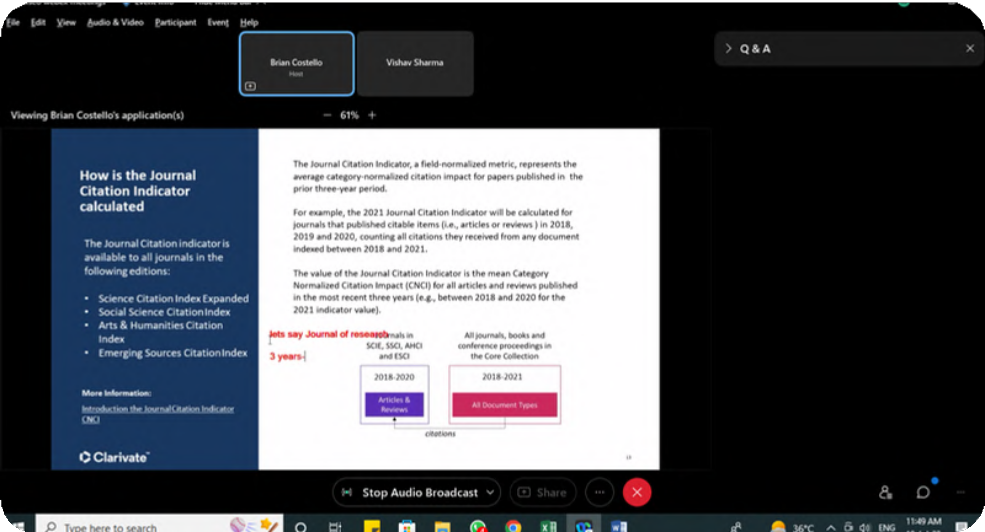 File Edit View Audio & Video Participant Event Help
Brian Costello
Host
Vishav Sharma
Q & A
Viewing Brian Costello's application(s)
61%
How is the Journal
Citation Indicator
calculated
The Journal Citation indicator is
available to all journals in the
following editions:
• Science Citation Index Expanded
• Social Science CitationIndex
• Arts & Humanities Citation
Index
• Emerging Sources CitationIndex
More Information:
Introduction the JournalCitation Indicator
CNCI
Clarivate™
The Journal Citation Indicator, a field-normalized metric, represents the
average category-normalized citation impact for papers published in the
prior three-year period.
For example, the 2021 Journal Citation Indicator will be calculated for
journals that published citable items (i.e., articles or reviews ) in 2018,
2019 and 2020, counting all citations they received from any document
indexed between 2018 and 2021.
The value of the Journal Citation Indicator is the mean Category
Normalized Citation Impact (CNCI) for all articles and reviews published
in the most recent three years (e.g., between 2018 and 2020 for the
2021 indicator value).
lets say Journal of research
3 years-
in
SCIE, SSCI, AHCI
and ESCI
2018-2020
Articles &
Reviews
All journals, books and
conference proceedings in
the Core Collection
2018-2021
All Document Types
citations
Stop Audio Broadcast
Share
Type here to search
36°C
ENG
11:49 AM